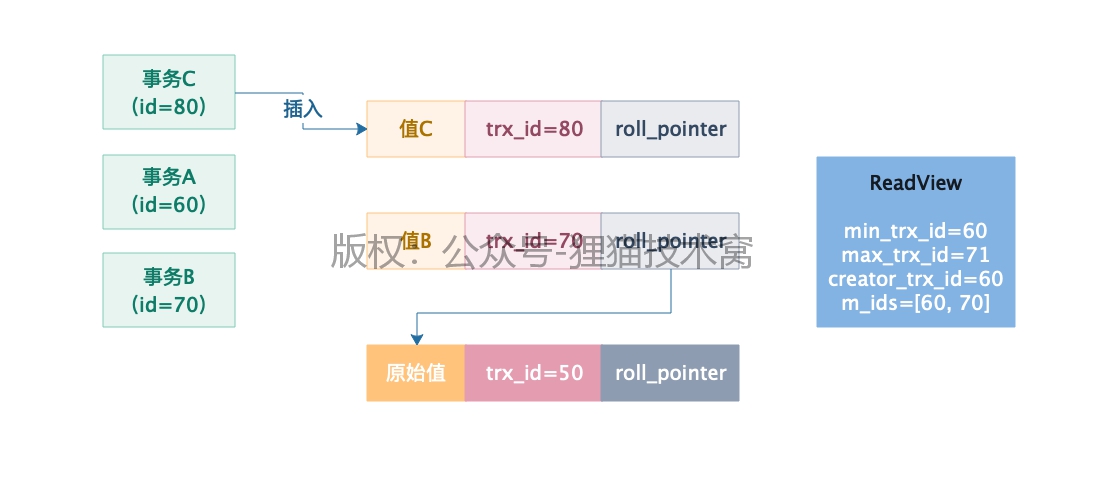 事务C
(id=80)
插入
值C
trx_id=80
roll_pointer
事务A
(id=60)
值B
trx_id=70
roll_pointer
版权：公众号-狸猫技术窝
事务B
(id=70)
原始值
trx_id=50
roll_pointer
ReadView
min_trx_id=60
max_trx_id=71
creator_trx_id=60
m_ids=[60, 70]